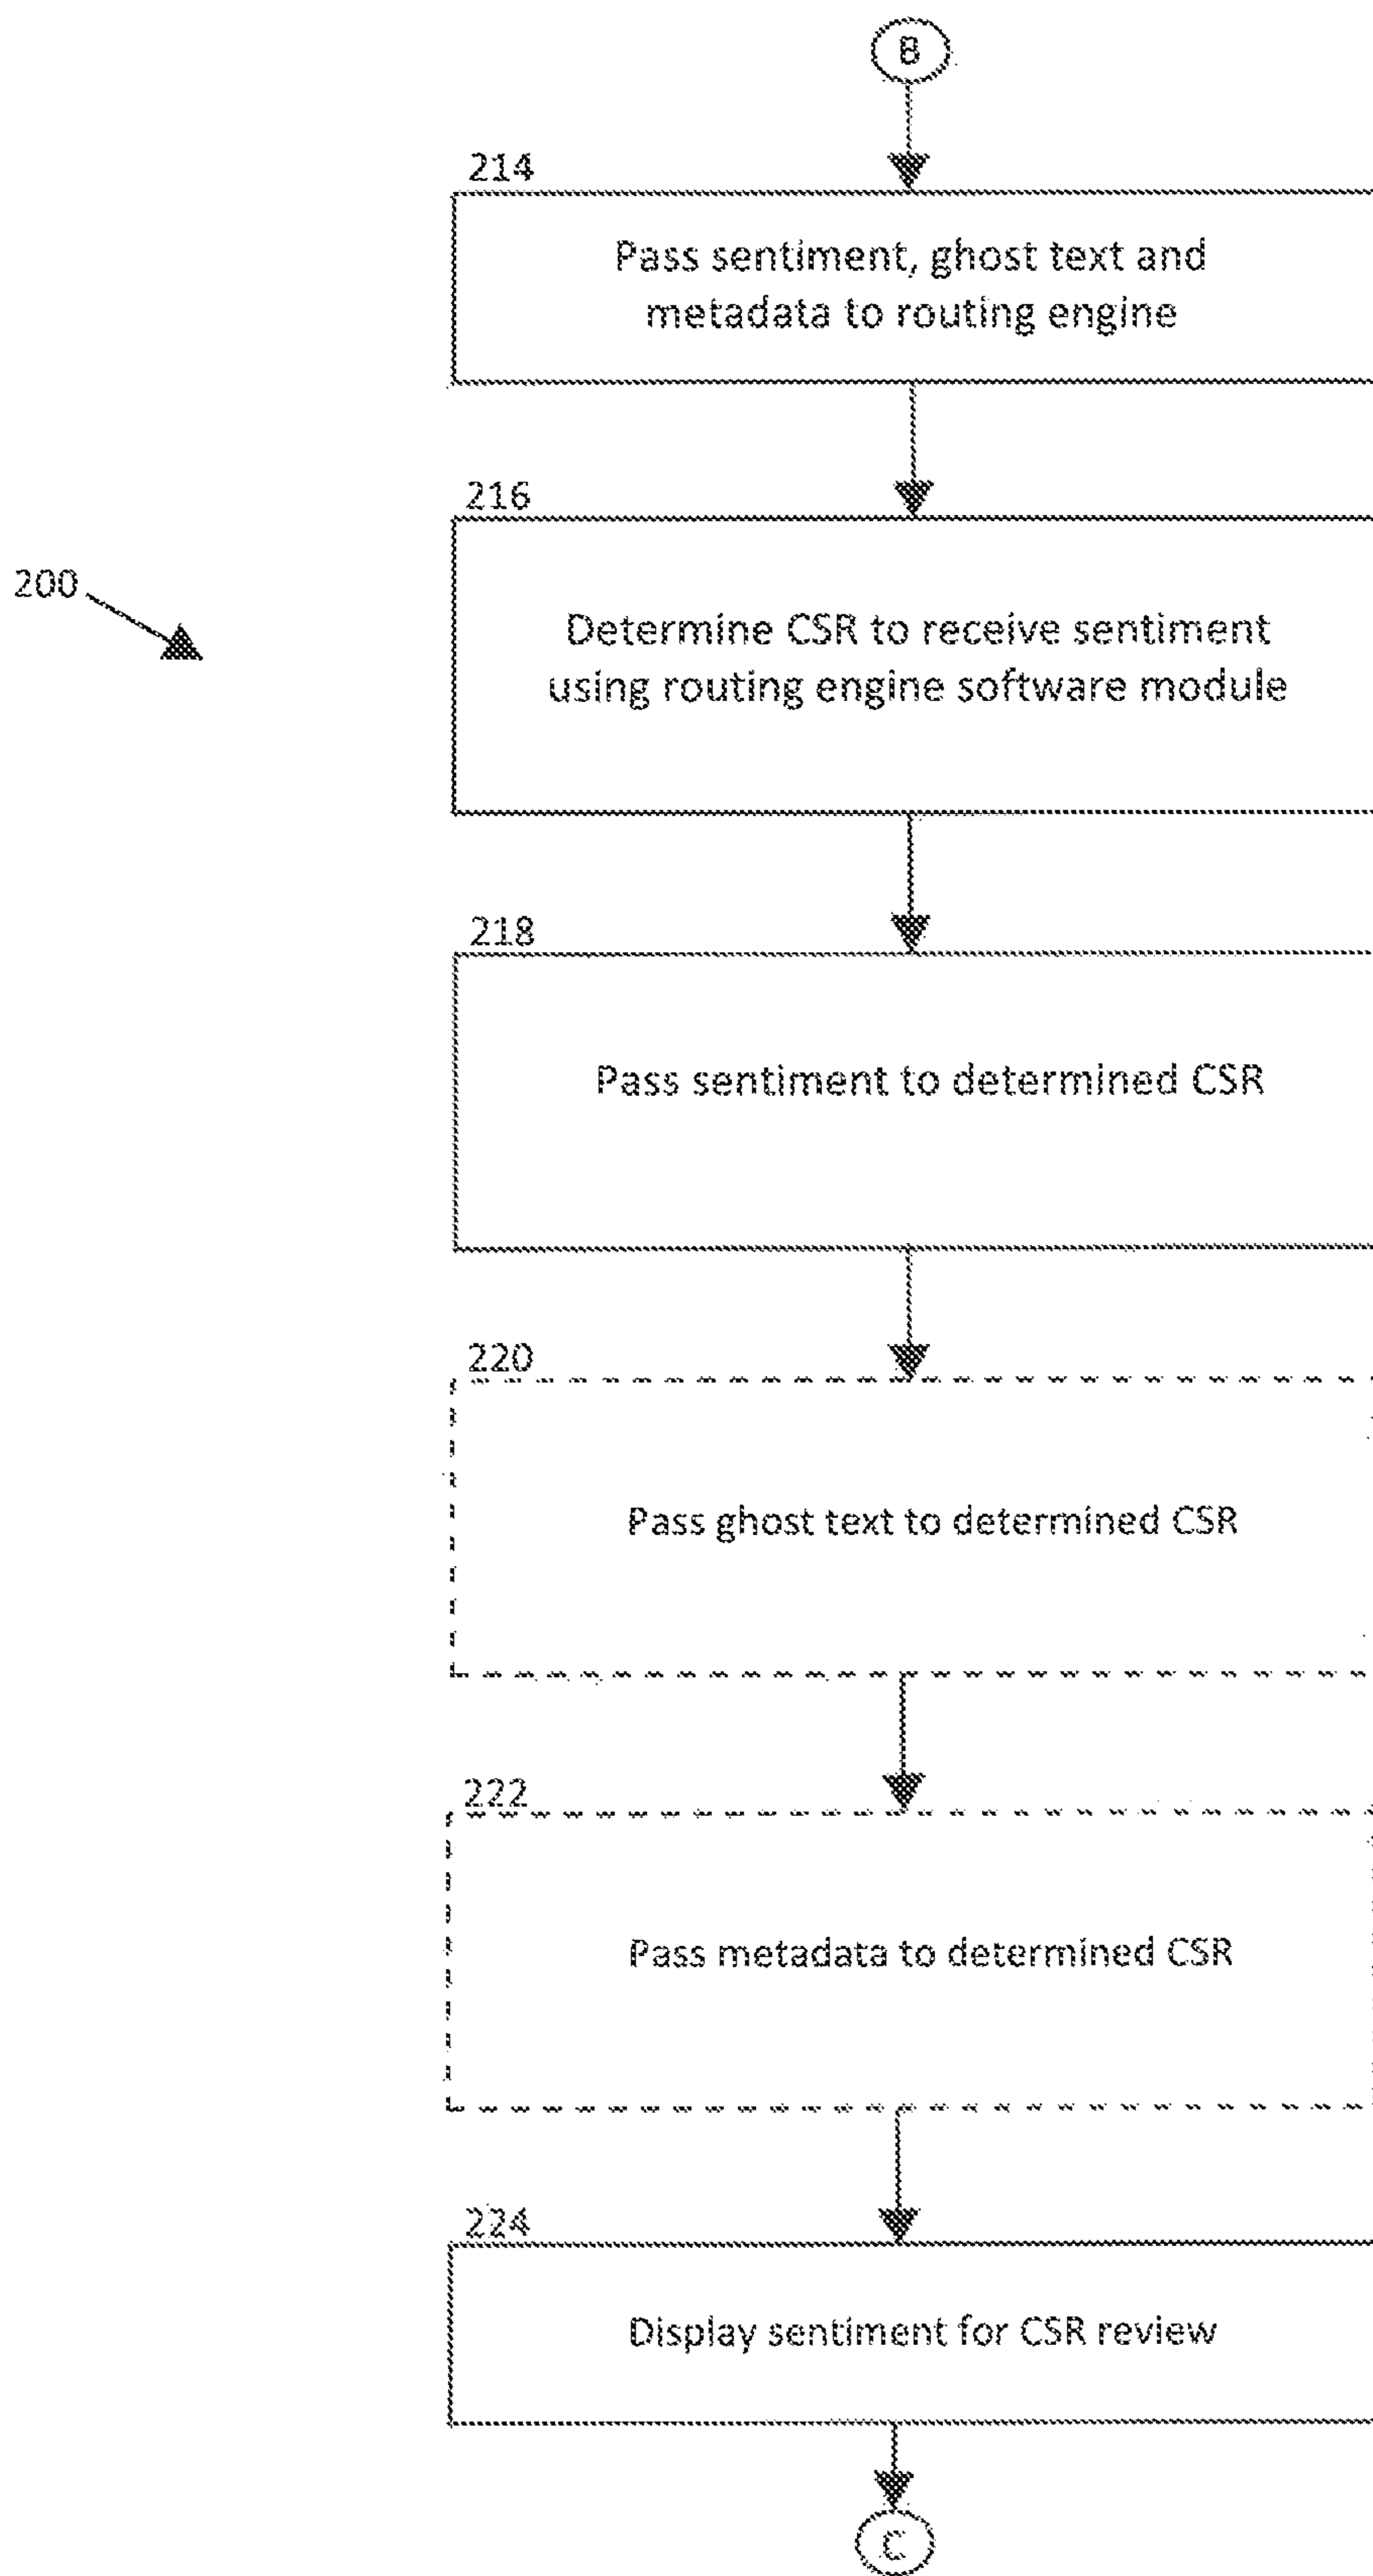 B
214
Pass sentiment, ghost text and
metadata to routing engine
216
200
Determine CSR to receive sentiment
using routing engine software module
218
Pass sentiment to determined CSR
220
Pass ghost text to determined CSR
222
Pass metadata to determined CSR
224
Display sentiment for CSR review
C